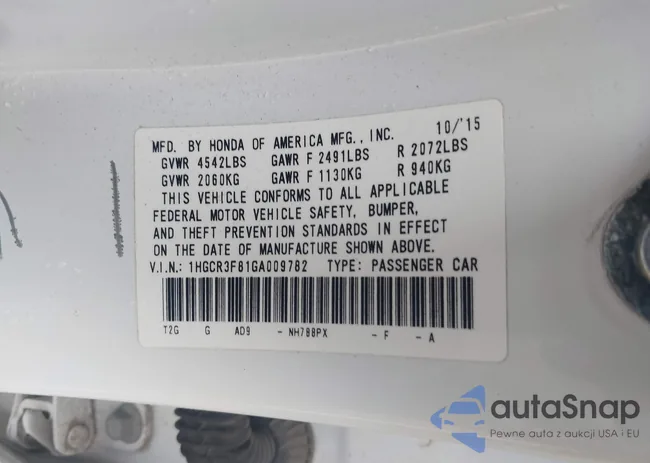 MFD. BY HONDA OF AMERICA MFG., INC. 10/'15
GVWR 4542LBS GAWR F 2491LBS R 2072LBS
GVWR 2060KG GAWR F 1130KG R 940KG
THIS VEHICLE CONFORMS TO ALL APPLICABLE
FEDERAL MOTOR VEHICLE SAFETY, BUMPER,
AND THEFT PREVENTION STANDARDS IN EFFECT
ON THE DATE OF MANUFACTURE SHOWN ABOVE.
V.I.N.: 1HGCR3F81GA009782 TYPE: PASSENGER CAR
T2G G AD9 - NH788PX - F - A
autaSnap
Pewne auta z aukcji USA i EU